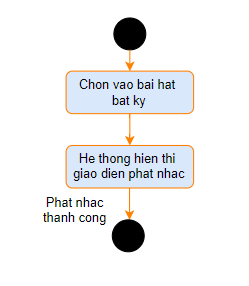 Chon vao bai hat
bat ky
He thong hien thi
giao dien phat nhac
Phat nhac
thanh cong